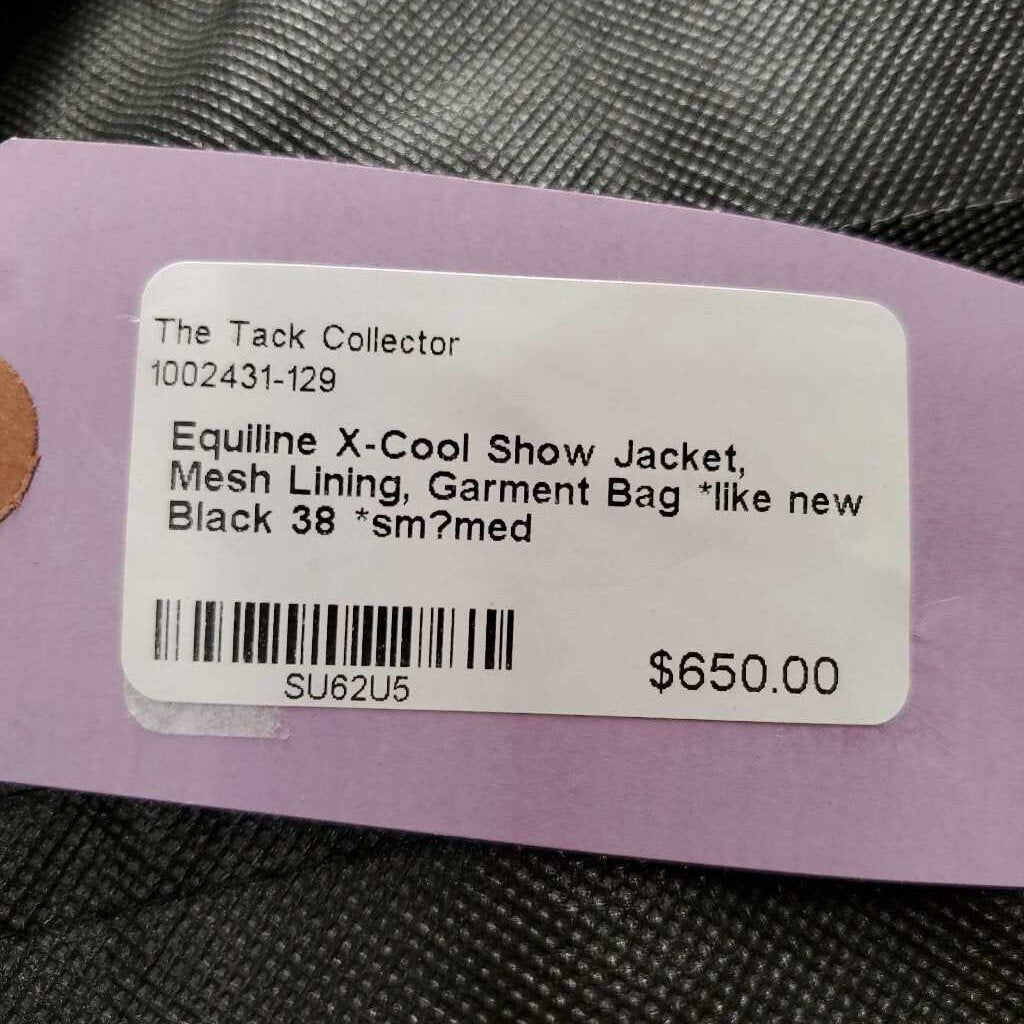 The Tack Collector
1002431-129
Equiline X-Cool Show Jacket,
Mesh Lining, Garment Bag *like new
Black 38 *sm?med
SU62U5
$650.00